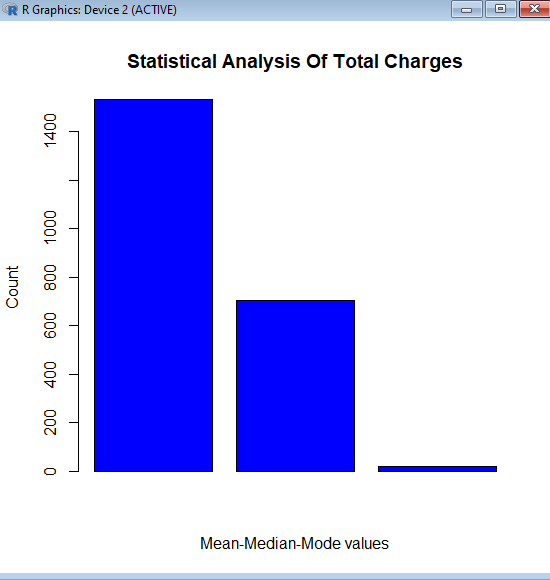 R Graphics: Device 2 (ACTIVE)
Statistical Analysis Of Total Charges
1400
1000
800
600
400
200
0
Count
Mean-Median-Mode values